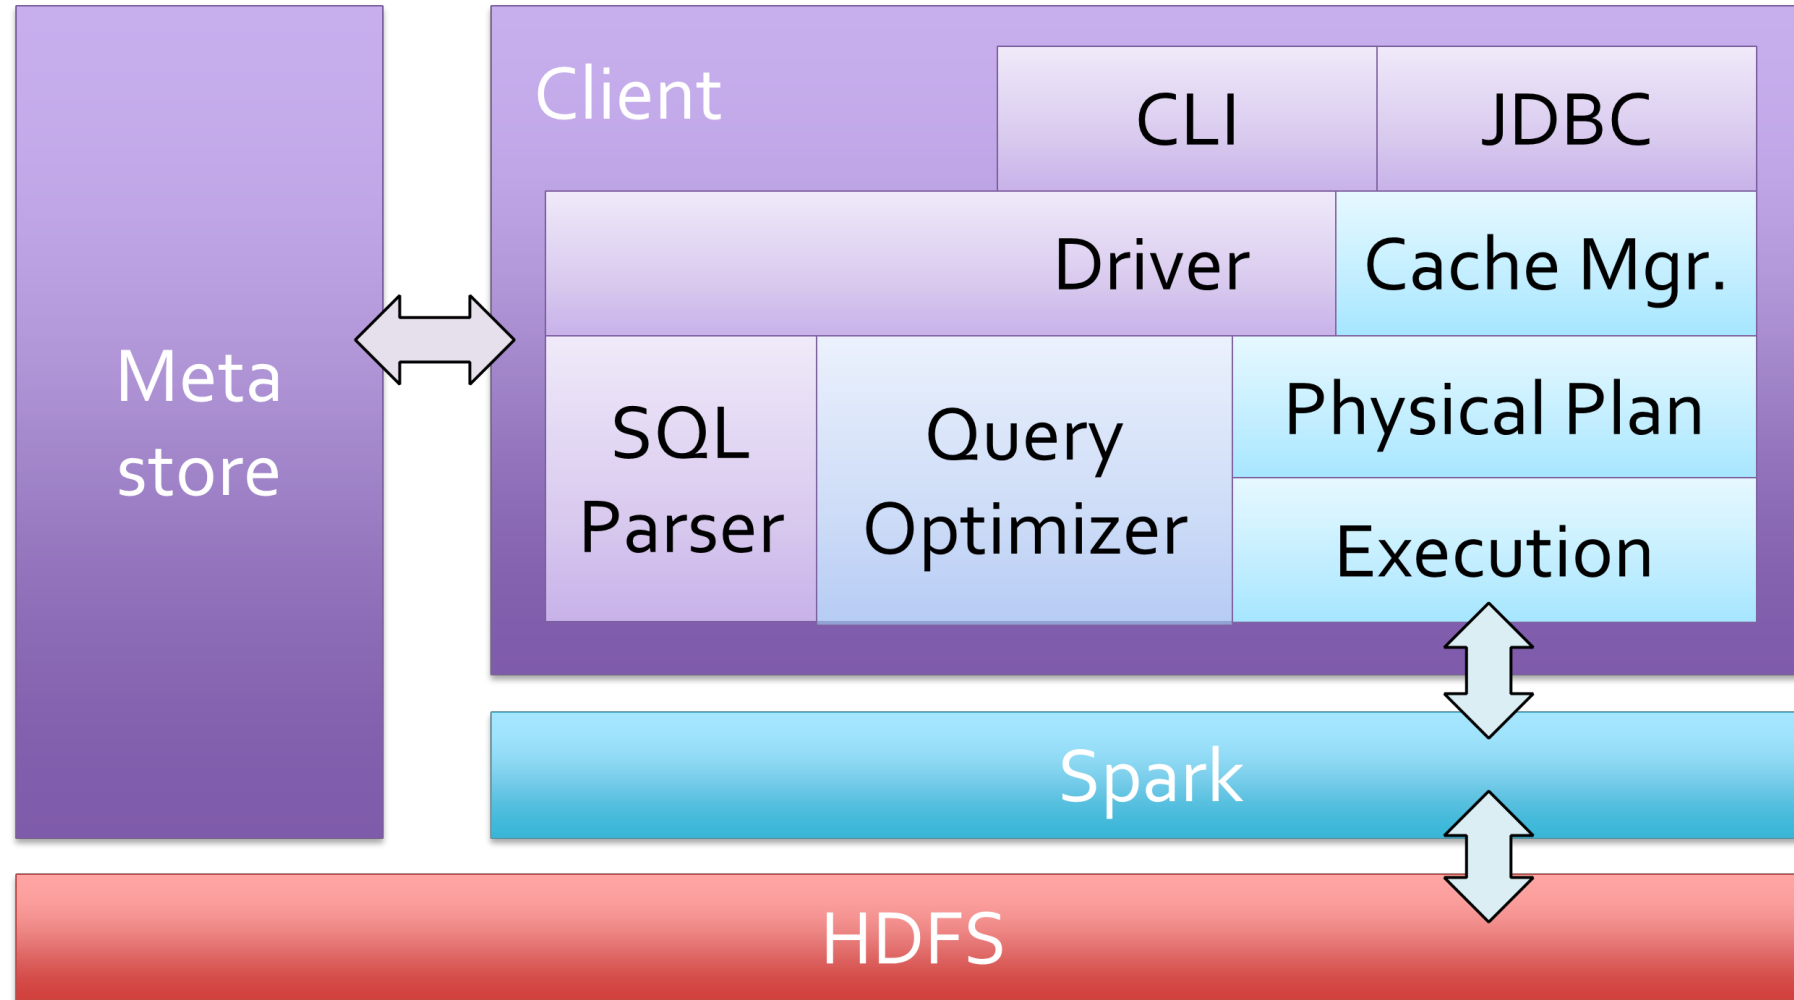 Client
CLI
JDBC
Driver
Cache Mgr.
Meta
store
SQL
Parser
Query
Optimizer
Physical Plan
Execution
Spark
HDFS